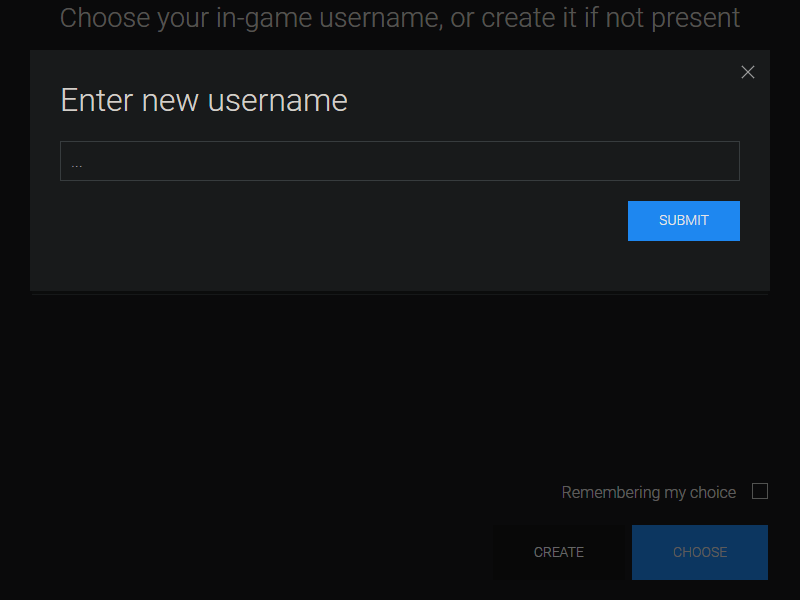 Choose your in-game username, or create it if not present
Enter new username
...
SUBMIT
Remembering my choice
CREATE
CHOOSE